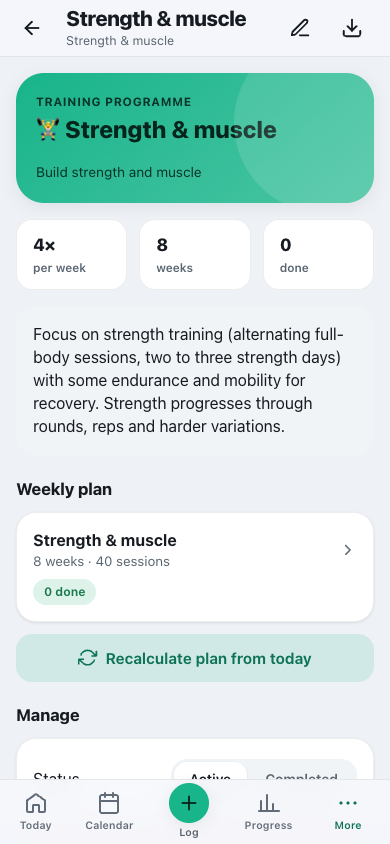 Strength & muscle
Strength & muscle
TRAINING PROGRAMME
Strength & muscle
Build strength and muscle
4×
per week
8
weeks
0
done
Focus on strength training (alternating full-
body sessions, two to three strength days)
with some endurance and mobility for
recovery. Strength progresses through
rounds, reps and harder variations.
Weekly plan
Strength & muscle
8 weeks · 40 sessions
0 done
Recalculate plan from today
Manage
Status
Active
Completed
Today
Calendar
Log
Progress
More